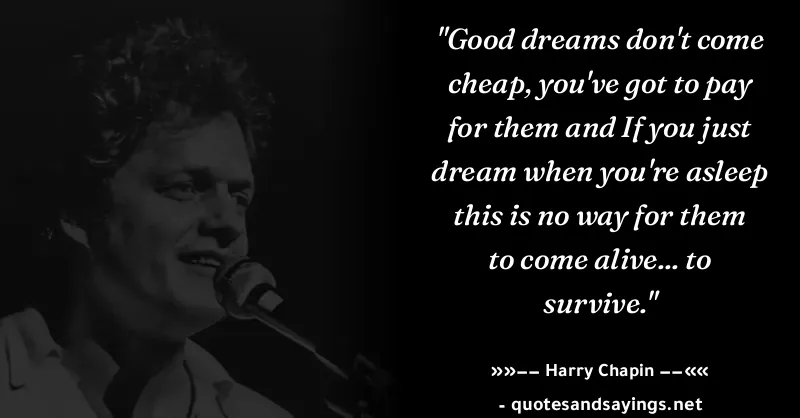 "Good dreams don't come
cheap, you've got to pay
for them and If you just
dream when you're asleep
this is no way for them
to come alive... to
survive."
»»–– Harry Chapin ––««
- quotesandsayings.net